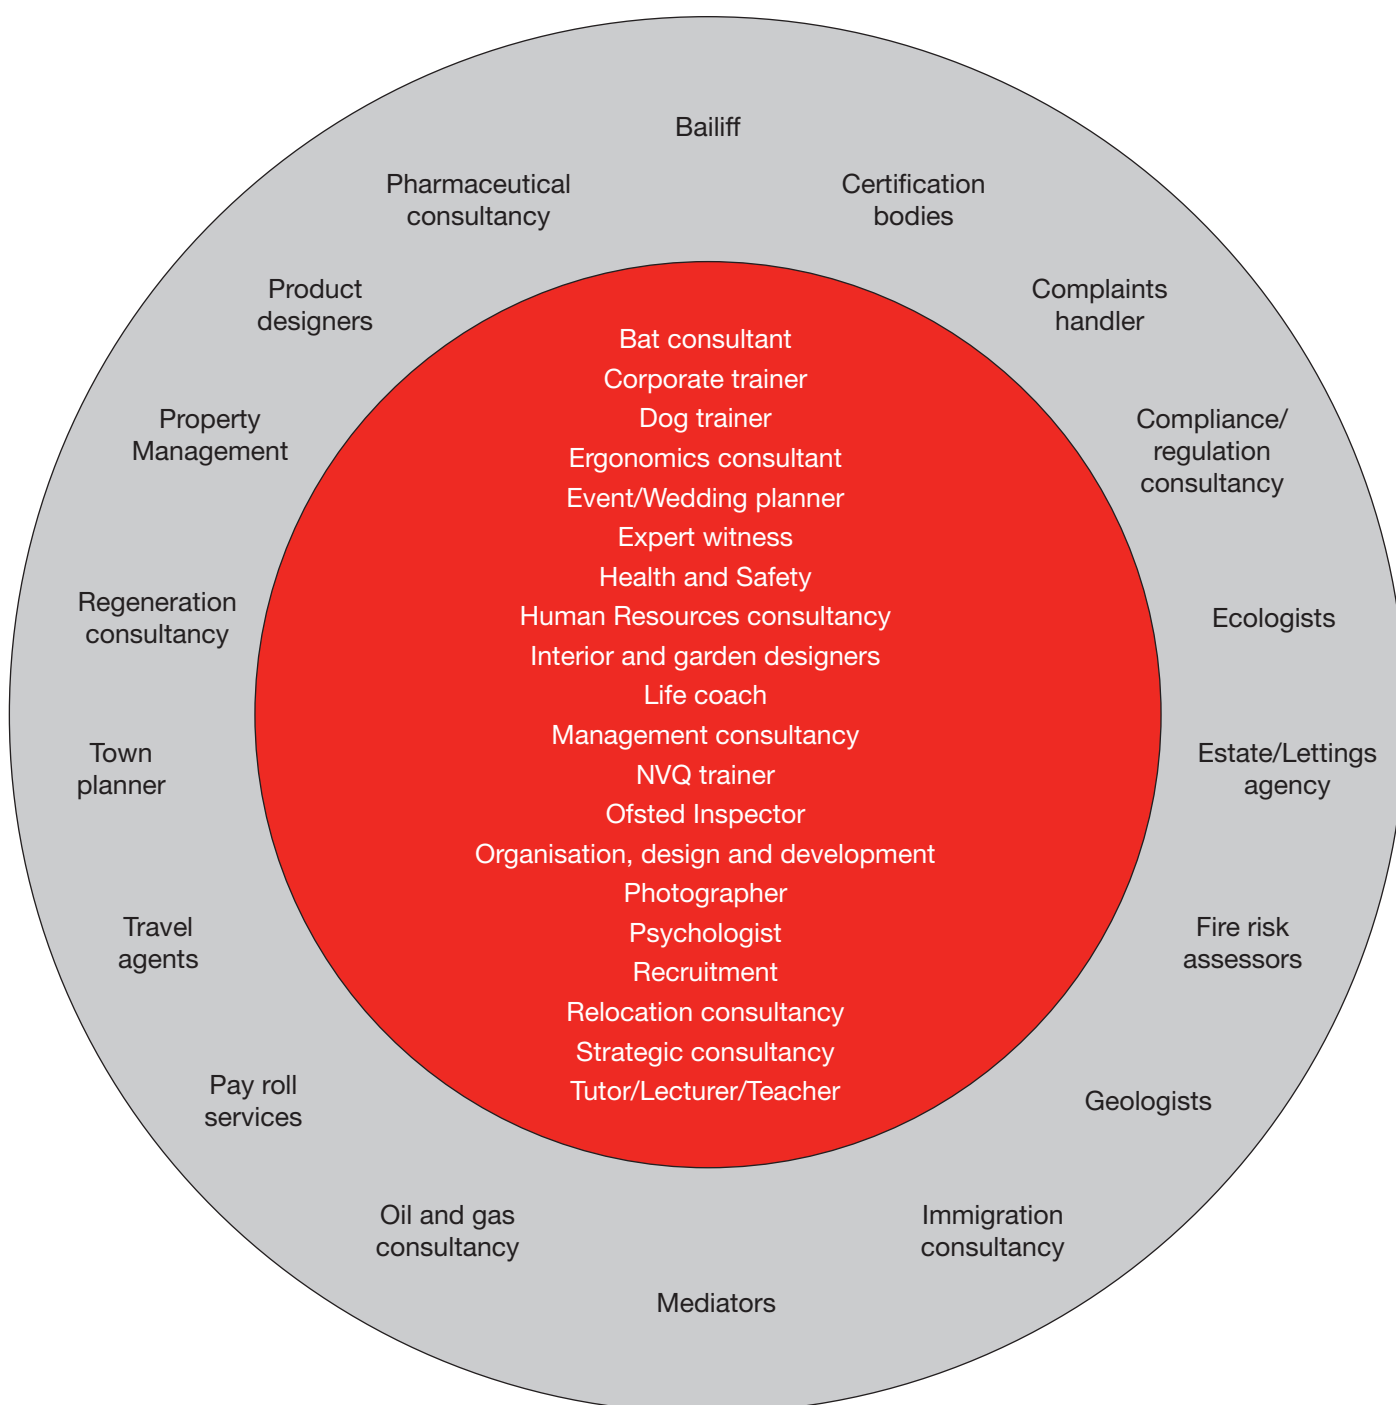 Bailiff
Pharmaceutical
consultancy
Certification
bodies
Product
designers
Complaints
handler
Property
Management
Compliance/
regulation
consultancy
Regeneration
consultancy
Ecologists
Town
planner
Estate/Lettings
agency
Travel
agents
Fire risk
assessors
Pay roll
services
Geologists
Oil and gas
consultancy
Immigration
consultancy
Mediators
Bat consultant
Corporate trainer
Dog trainer
Ergonomics consultant
Event/Wedding planner
Expert witness
Health and Safety
Human Resources consultancy
Interior and garden designers
Life coach
Management consultancy
NVQ trainer
Ofsted Inspector
Organisation, design and development
Photographer
Psychologist
Recruitment
Relocation consultancy
Strategic consultancy
Tutor/Lecturer/Teacher